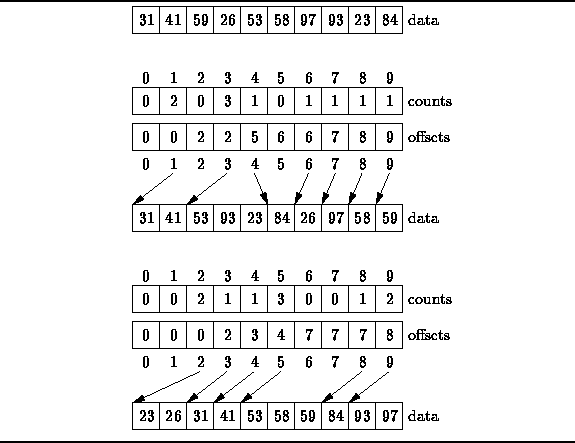 31 41 59 26 53 58 97 93 23 84 data
0 1 2 3 4 5 6 7 8 9
0 2 0 3 1 0 1 1 1 1 counts
0 0 2 2 5 6 6 7 8 9 offsets
0 1 2 3 4 5 6 7 8 9
31 41 53 93 23 84 26 97 58 59 data
0 1 2 3 4 5 6 7 8 9
0 0 2 1 1 3 0 0 1 2 counts
0 0 0 2 3 4 7 7 7 8 offsets
0 1 2 3 4 5 6 7 8 9
23 26 31 41 53 58 59 84 93 97 data